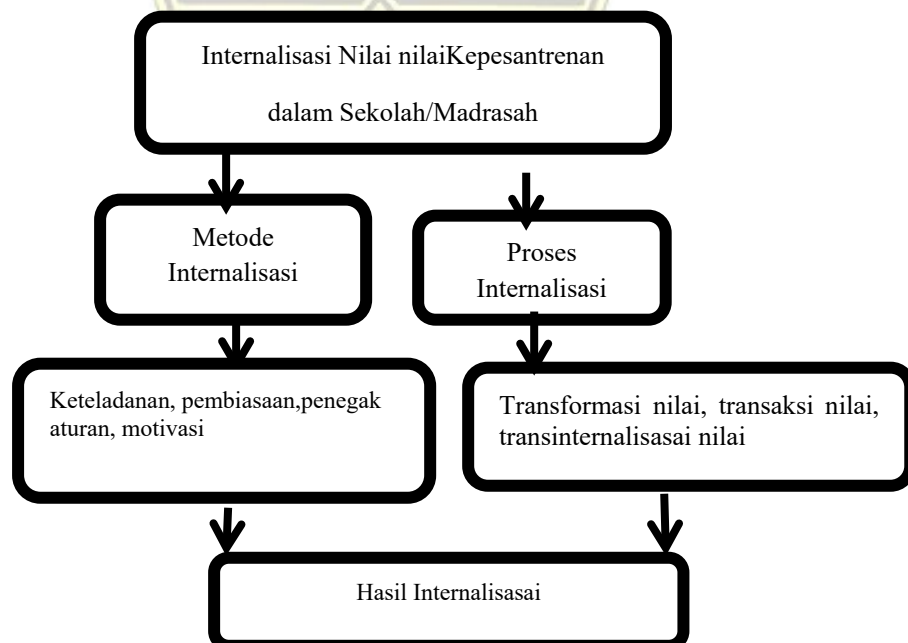 Internalisasi Nilai nilaiKepesantrenan
dalam Sekolah/Madrasah
Metode
Internalisasi
Proses
Internalisasi
Keteladanan, pembiasaan,penegak
aturan, motivasi
Transformasi nilai, transaksi nilai,
transinternalisasai nilai
Hasil Internalisasai